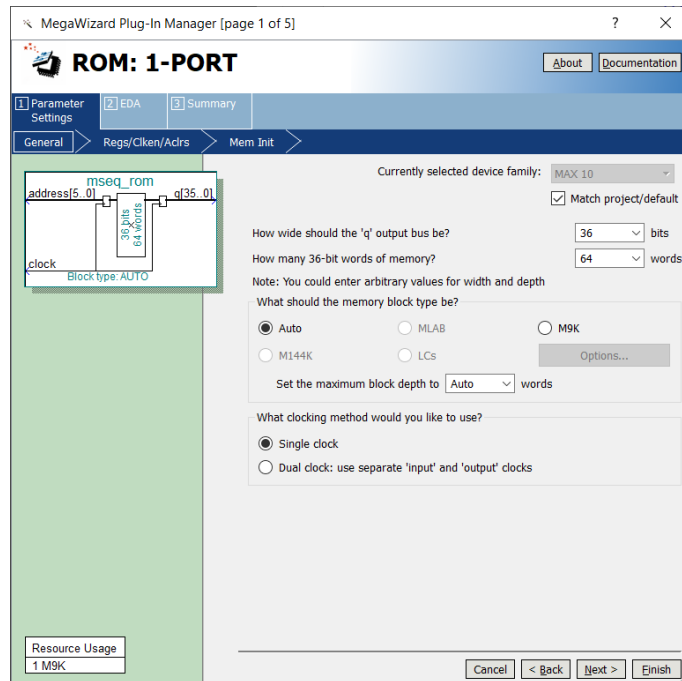 MegaWizard Plug-In Manager [page 1 of 5]
? ×
ROM: 1-PORT
About Documentation
1 Parameter Settings 2 EDA 3 Summary
General Regs/Clken/Aclrs Mem Init
mseq_rom
address[5..0] q[35..0]
36 bits
64 words
clock
Block type: AUTO
Currently selected device family: MAX 10
Match project/default
How wide should the 'q' output bus be? 36 bits
How many 36-bit words of memory? 64 words
Note: You could enter arbitrary values for width and depth
What should the memory block type be?
Auto MLAB M9K
M144K LCs Options...
Set the maximum block depth to Auto words
What clocking method would you like to use?
Single clock
Dual clock: use separate 'input' and 'output' clocks
Resource Usage
1 M9K
Cancel < Back Next > Finish